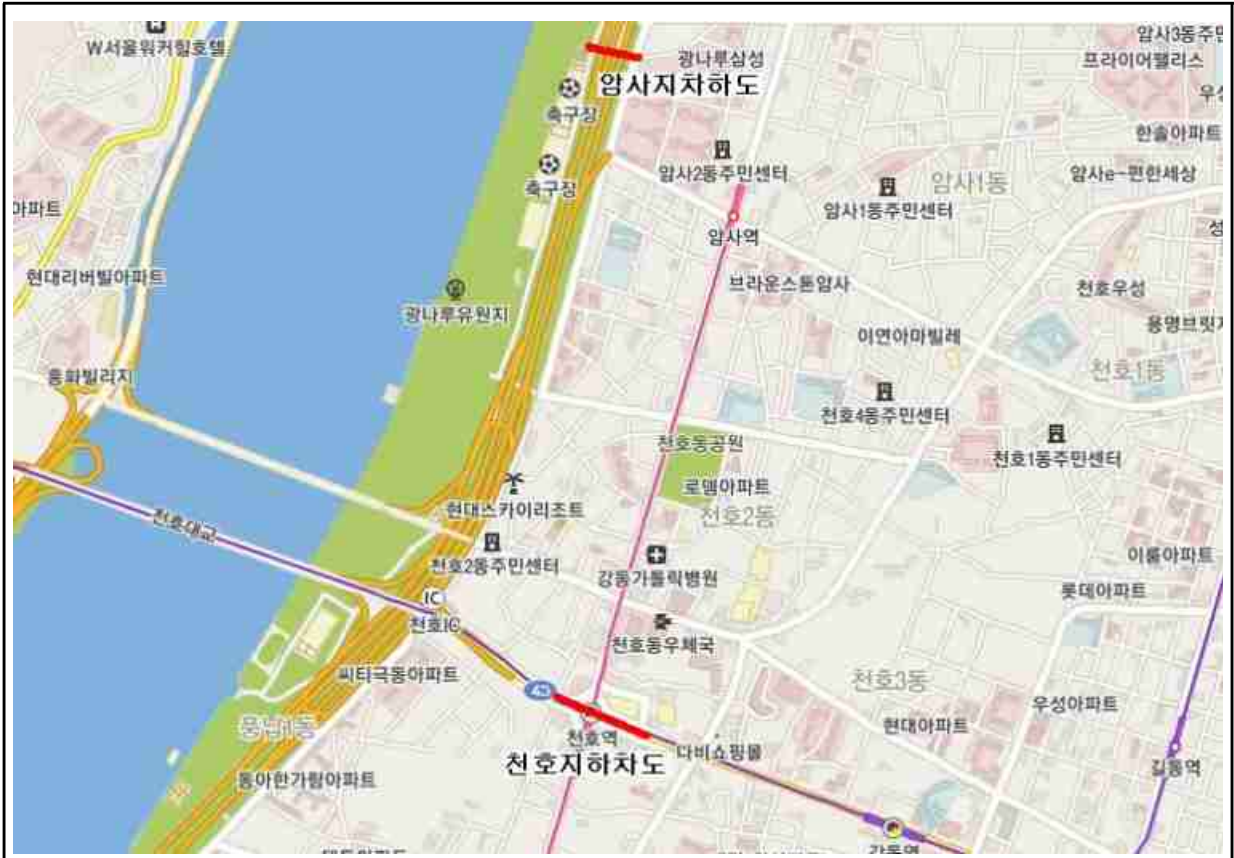 W서울워커힐호텔
암사3동주민
광나루삼성
프라이어팰리스
암사지차하도
우성
축구장
한솔아파트
암사2동주민센터
암사e-편한세상
축구장
암사1동
아파트
암사1동주민센터
성
암사역
현대리버빌아파트
브라운스톤암사
천호우성
광나루유원지
용명브릿지
이연아마빌레
천호1동
홍화빌리지
천호4동주민센터
천호동공원
천호1동주민센터
로뎀아파트
현대스카이리조트
천호2동
천호대교
천호2동주민센터
이룸아파트
강동가톨릭병원
롯데아파트
IC
천호IC
천호동우체국
씨티극동아파트
천호3동
43
우성아파트
풍납1동
현대아파트
천호역
다비쇼핑몰
천호지하차도
길동역
동아한가람아파트
강동역